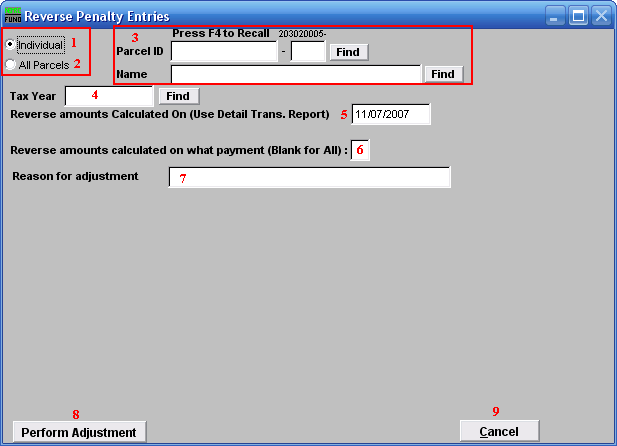 FUND Reverse Penalty Entries
Individual 1
All Parcels 2
3 Press F4 to Recall 203020005-
Parcel ID - Find
Name Find
Tax Year 4 Find
Reverse amounts Calculated On (Use Detail Trans. Report) 5 11/07/2007
Reverse amounts calculated on what payment (Blank for All) : 6
Reason for adjustment 7
8
Perform Adjustment
9
Cancel